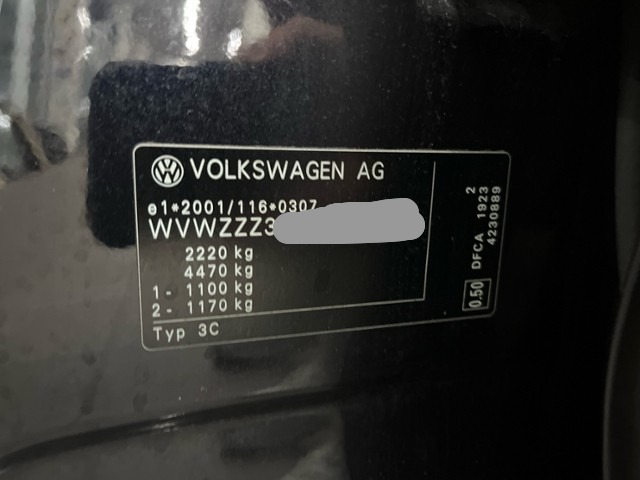 VOLKSWAGEN AG
e1*2001/116*0307
WVWZZZ3
2220 kg
4470 kg
1- 1100 kg
2- 1170 kg
Typ 3C
0.50
DFCA 1923
2
4230889